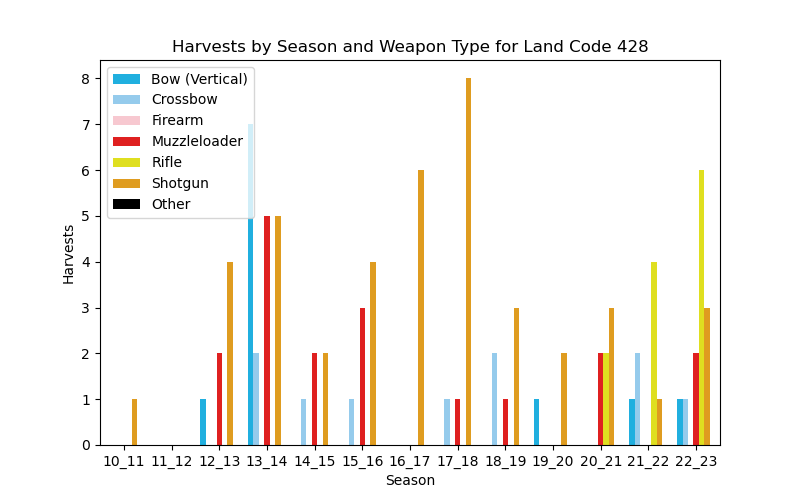 Harvests by Season and Weapon Type for Land Code 428
Bow (Vertical)
Crossbow
Firearm
Muzzleloader
Rifle
Shotgun
Other
8
7
6
5
4
3
2
1
0
Harvests
10_11 11_12 12_13 13_14 14_15 15_16 16_17 17_18 18_19 19_20 20_21 21_22 22_23
Season